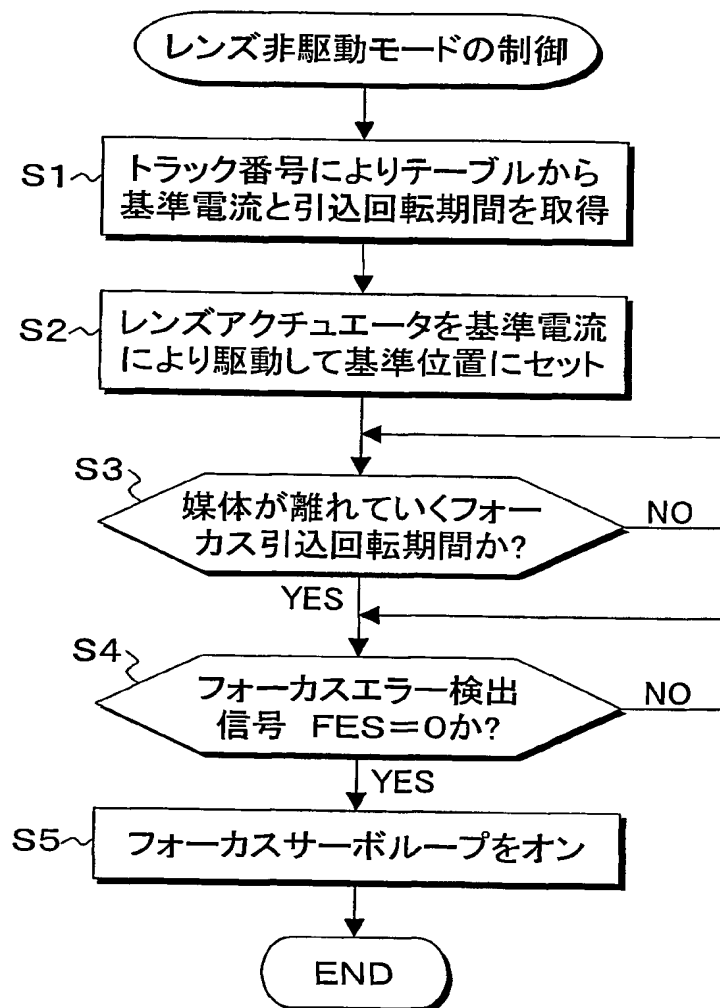 レンズ非駆動モードの制御
S1
トラック番号によりテーブルから
基準電流と引込回転期間を取得
S2
レンズアクチュエータを基準電流
により駆動して基準位置にセット
S3
媒体が離れていくフォー
カス引込回転期間か?
NO
YES
S4
フォーカスエラー検出
信号 FES=0か?
NO
YES
S5
フォーカスサーボループをオン
END